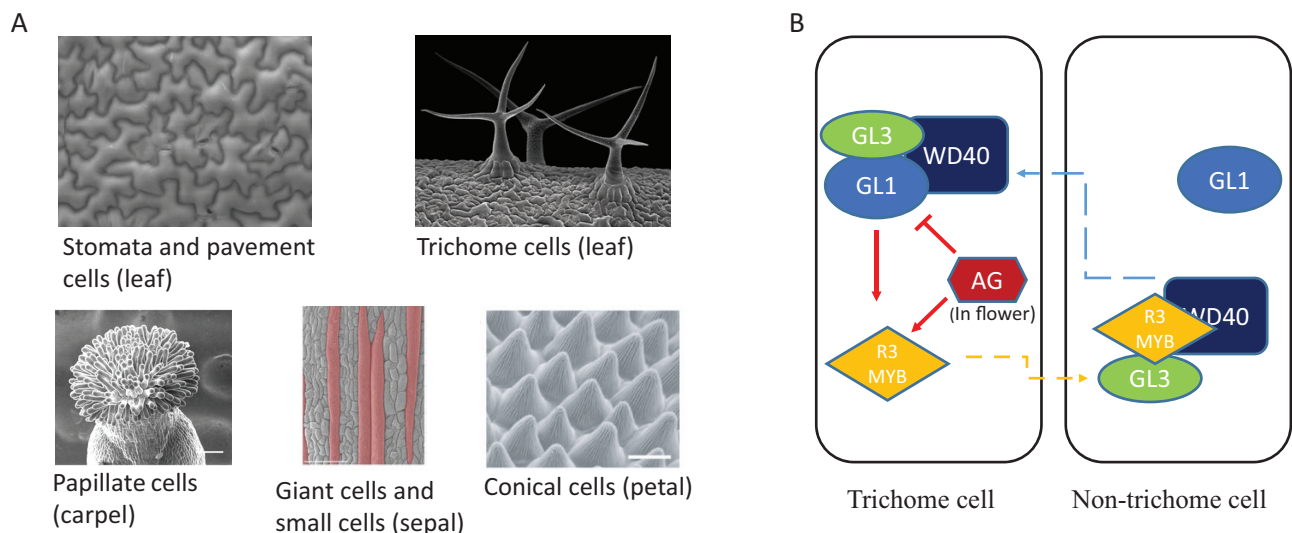 A
Stomata and pavement
cells (leaf)
Trichome cells (leaf)
Papillate cells
(carpel)
Giant cells and
small cells (sepal)
Conical cells (petal)
B
GL3
WD40
GL1
AG
(In flower)
R3
MYB
GL1
WD40
R3
MYB
GL3
Trichome cell
Non-trichome cell